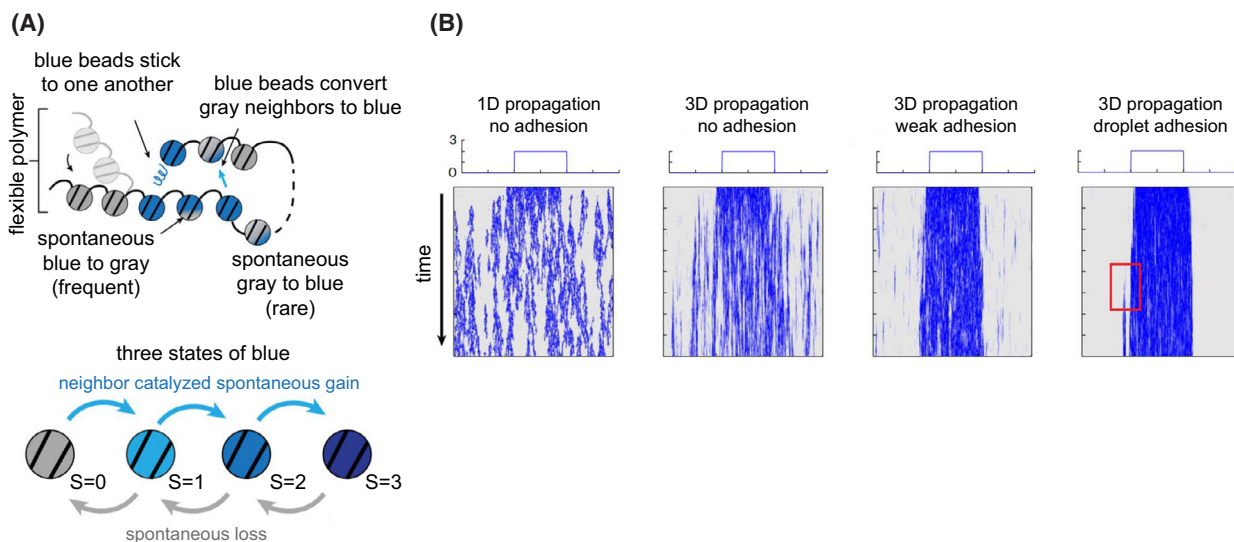 (A)
blue beads stick
to one another
blue beads convert
gray neighbors to blue
flexible polymer
spontaneous
blue to gray
(frequent)
spontaneous
gray to blue
(rare)
three states of blue
neighbor catalyzed spontaneous gain
S=0
S=1
S=2
S=3
spontaneous loss
(B)
1D propagation
no adhesion
3D propagation
no adhesion
3D propagation
weak adhesion
3D propagation
droplet adhesion
3
0
time